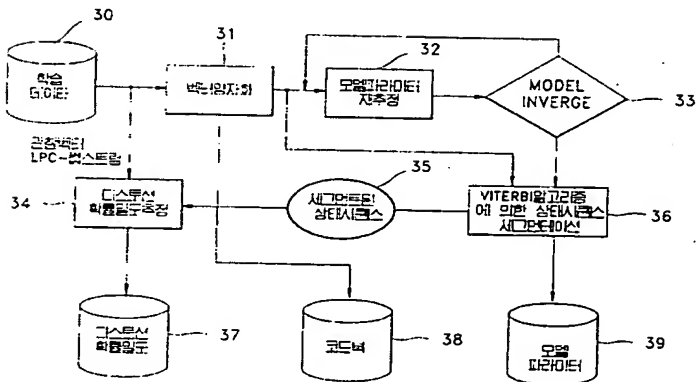 30
31
32
33
학습
데이터
벡터양자화
모델파라미터
재추정
MODEL
INVERGE
관찰벡터
LPC-켑스트럼
34
35
36
디스토션
확률밀도추정
세그먼트된
상태시퀀스
VITERBI알고리즘
에 의한 상태시퀀스
세그먼테이션
37
38
39
디스토션
확률밀도
코드북
모델
파라미터